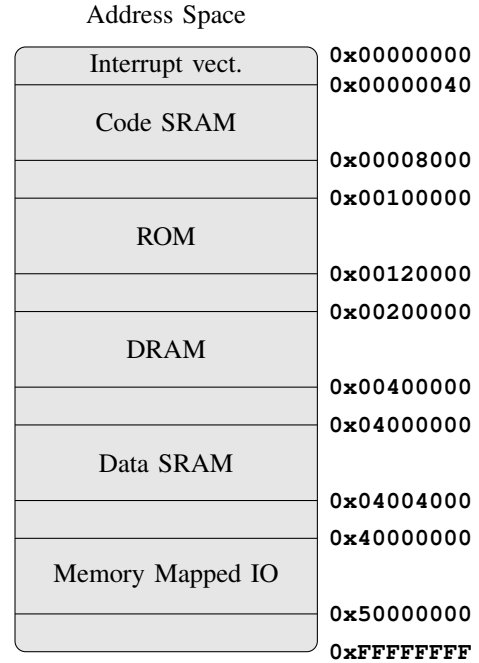 Address Space
0x00000000
Interrupt vect.
0x00000040
Code SRAM
0x00008000
0x00100000
ROM
0x00120000
0x00200000
DRAM
0x00400000
0x04000000
Data SRAM
0x04004000
0x40000000
Memory Mapped IO
0x50000000
0xFFFFFFFF